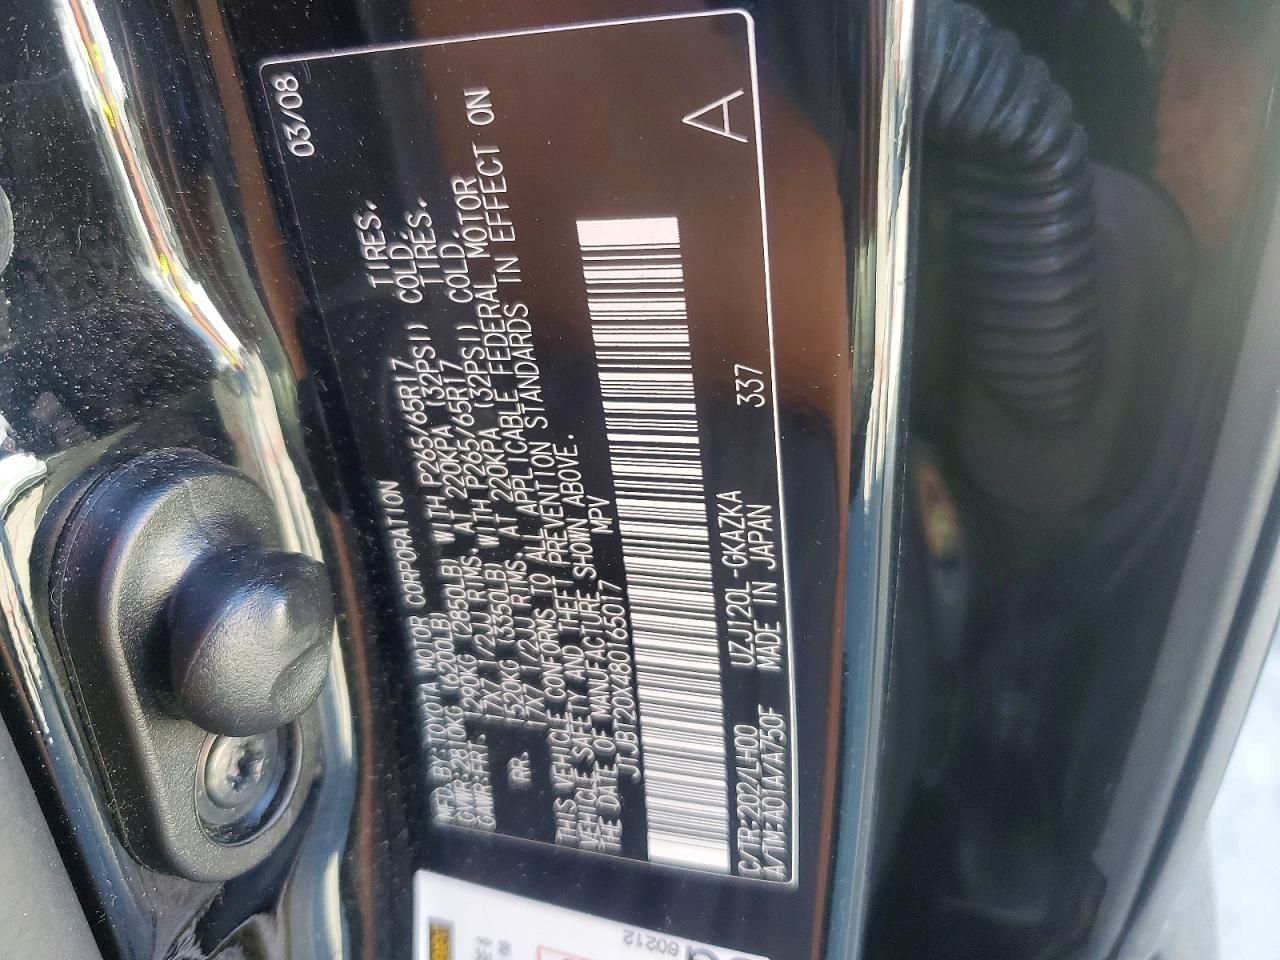 MFD BY: TOYOTA MOTOR CORPORATION 03/08
GVWR: 2810KG (6200LB)
GAWR: FRT. 1290KG (2850LB) WITH P265/65R17 TIRES.
17X7 1/2JJ RIMS. AT 220KPA (32PSI) COLD.
RR. 1520KG (3350LB) WITH P265/65R17 TIRES.
17X7 1/2JJ RIMS. AT 220KPA (32PSI) COLD.
THIS VEHICLE CONFORMS TO ALL APPLICABLE FEDERAL MOTOR
VEHICLE SAFETY AND THEFT PREVENTION STANDARDS IN EFFECT ON
THE DATE OF MANUFACTURE SHOWN ABOVE.
JTJBT20X480165017 MPV
C/TR:202/LH00 UZJ120L-GKAZKA 337
A/TM:A01A/A750F MADE IN JAPAN
A
60212